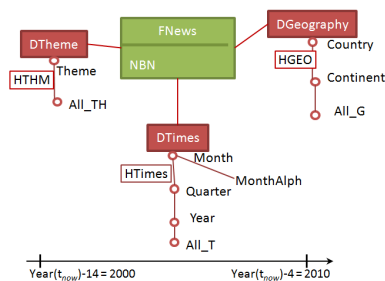 FNews
NBN
DTheme
Theme
HTHM
All_TH
DGeography
Country
HGEO
Continent
All_G
DTimes
Month
HTimes
MonthAlph
Quarter
Year
All_T
Year(tnow)-14 = 2000
Year(tnow)-4 = 2010